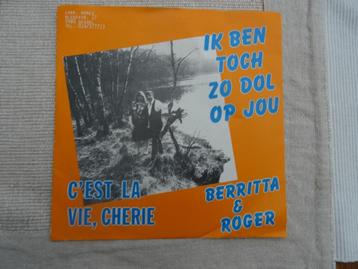 IK BEN
TOCH
ZO DOL
OP JOU
C'EST LA
VIE, CHERIE
BERRITTA
&
ROGER